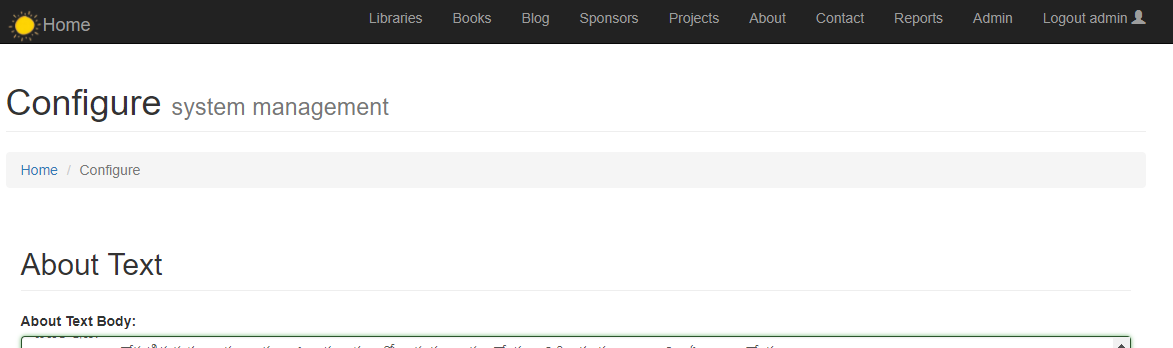 Home Libraries Books Blog Sponsors Projects About Contact Reports Admin Logout admin
Configure system management
Home / Configure
About Text
About Text Body: